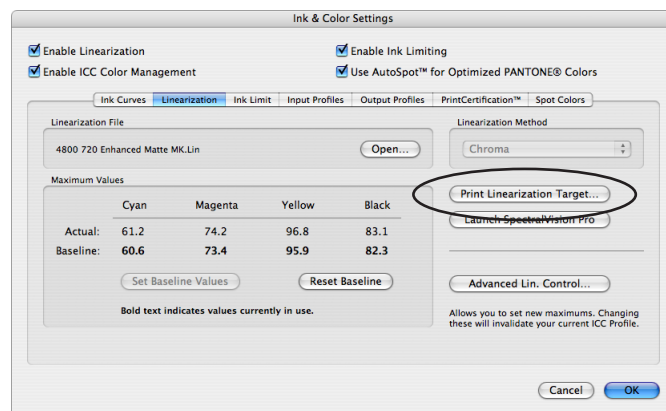 Ink & Color Settings
Enable Linearization
Enable Ink Limiting
Enable ICC Color Management
Use AutoSpot™ for Optimized PANTONE® Colors
Ink Curves Linearization Ink Limit Input Profiles Output Profiles PrintCertification™ Spot Colors
Linearization File
Linearization Method
4800 720 Enhanced Matte MK.Lin
Open...
Chroma
Maximum Values
Print Linearization Target...
Cyan Magenta Yellow Black
Launch SpectralVision Pro
Actual: 61.2 74.2 96.8 83.1
Baseline: 60.6 73.4 95.9 82.3
Set Baseline Values
Reset Baseline
Advanced Lin. Control...
Bold text indicates values currently in use.
Allows you to set new maximums. Changing
these will invalidate your current ICC Profile.
Cancel
OK